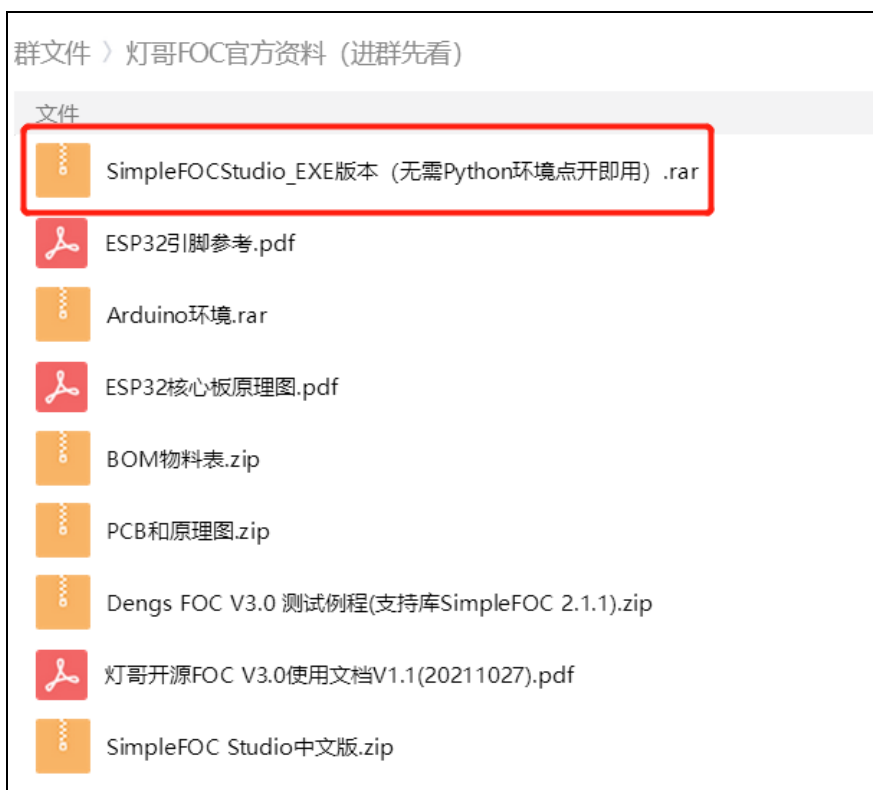 群文件 〉灯哥FOC官方资料（进群先看）
文件
SimpleFOCStudio_EXE版本（无需Python环境点开即用）.rar
ESP32引脚参考.pdf
Arduino环境.rar
ESP32核心板原理图.pdf
BOM物料表.zip
PCB和原理图.zip
Dengs FOC V3.0 测试例程(支持库SimpleFOC 2.1.1).zip
灯哥开源FOC V3.0使用文档V1.1(20211027).pdf
SimpleFOC Studio中文版.zip